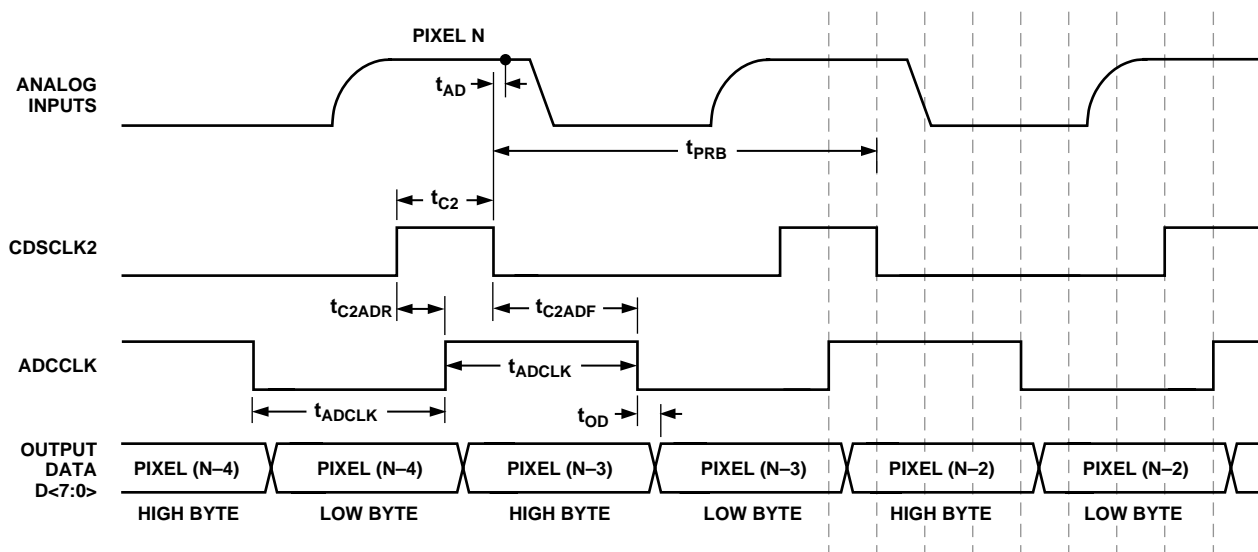 PIXEL N
ANALOG
INPUTS
tAD
tPRB
tC2
CDSCLK2
tC2ADR
tC2ADF
ADCCLK
tADCLK
tADCLK
tOD
OUTPUT
DATA
D<7:0>
PIXEL (N–4)
PIXEL (N–4)
PIXEL (N–3)
PIXEL (N–3)
PIXEL (N–2)
PIXEL (N–2)
HIGH BYTE
LOW BYTE
HIGH BYTE
LOW BYTE
HIGH BYTE
LOW BYTE